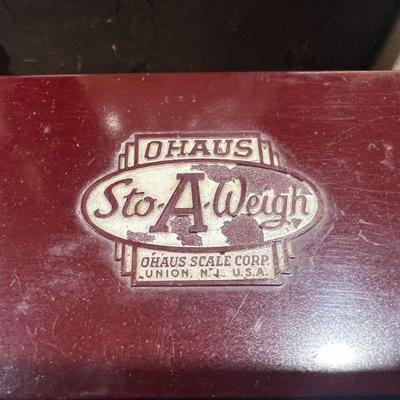 OHAUS
Sto-A-Weigh
OHAUS SCALE CORP.
UNION, N.J. U.S.A.